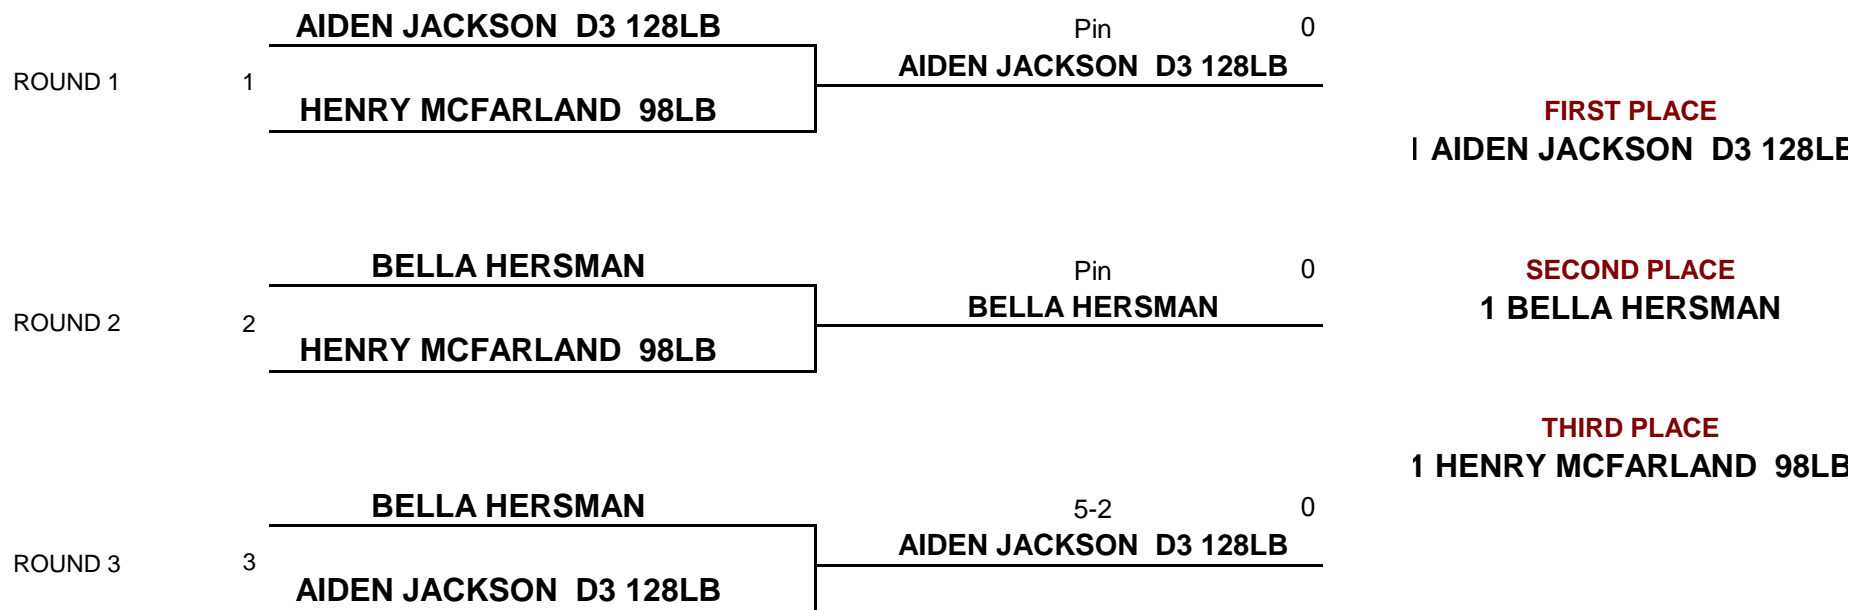 AIDEN JACKSON D3 128LB
Pin 0
AIDEN JACKSON D3 128LB
ROUND 1 1
HENRY MCFARLAND 98LB
FIRST PLACE
AIDEN JACKSON D3 128LB
BELLA HERSMAN
Pin 0
SECOND PLACE
BELLA HERSMAN
1 BELLA HERSMAN
ROUND 2 2
HENRY MCFARLAND 98LB
THIRD PLACE
1 HENRY MCFARLAND 98LB
BELLA HERSMAN
5-2 0
AIDEN JACKSON D3 128LB
ROUND 3 3
AIDEN JACKSON D3 128LB